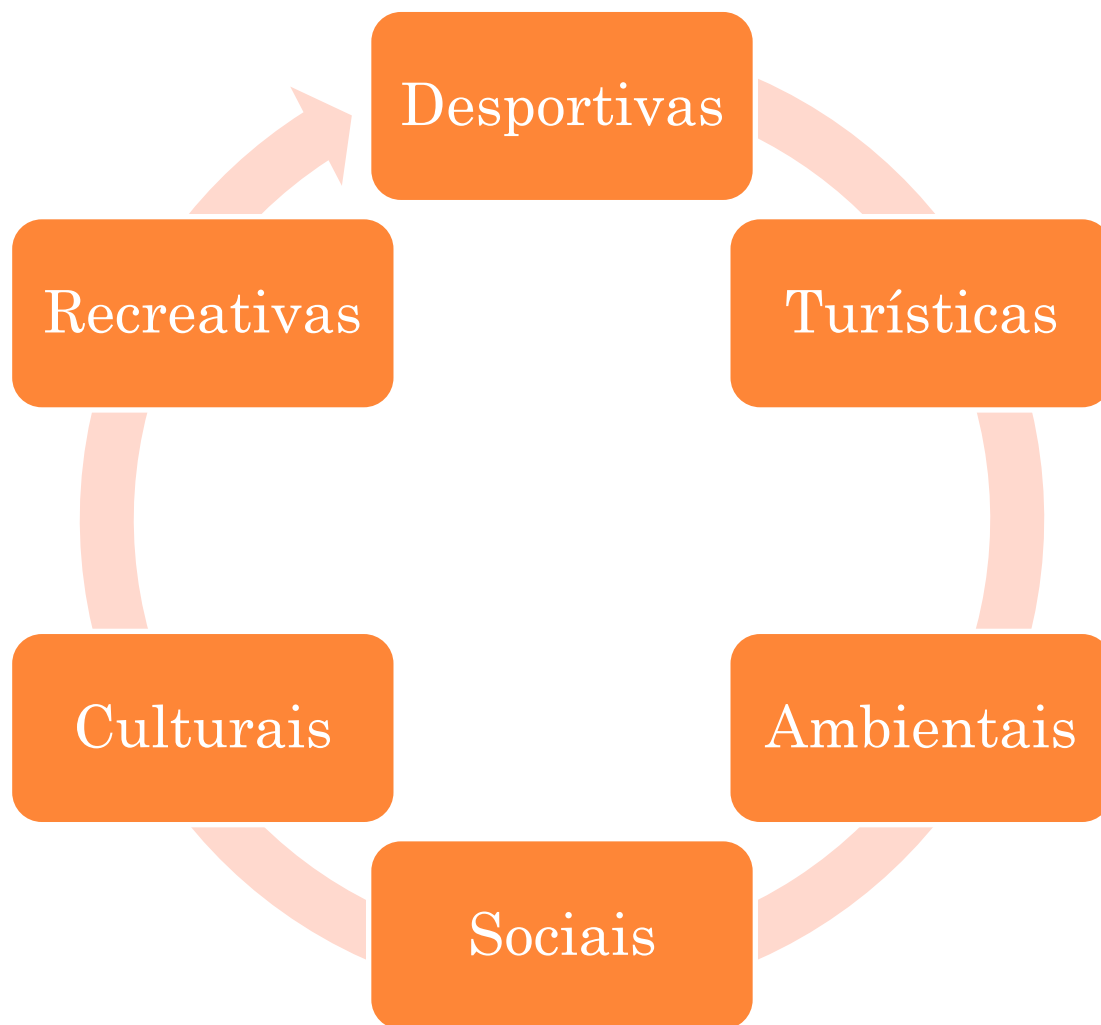 Desportivas
Turísticas
Ambientais
Sociais
Culturais
Recreativas